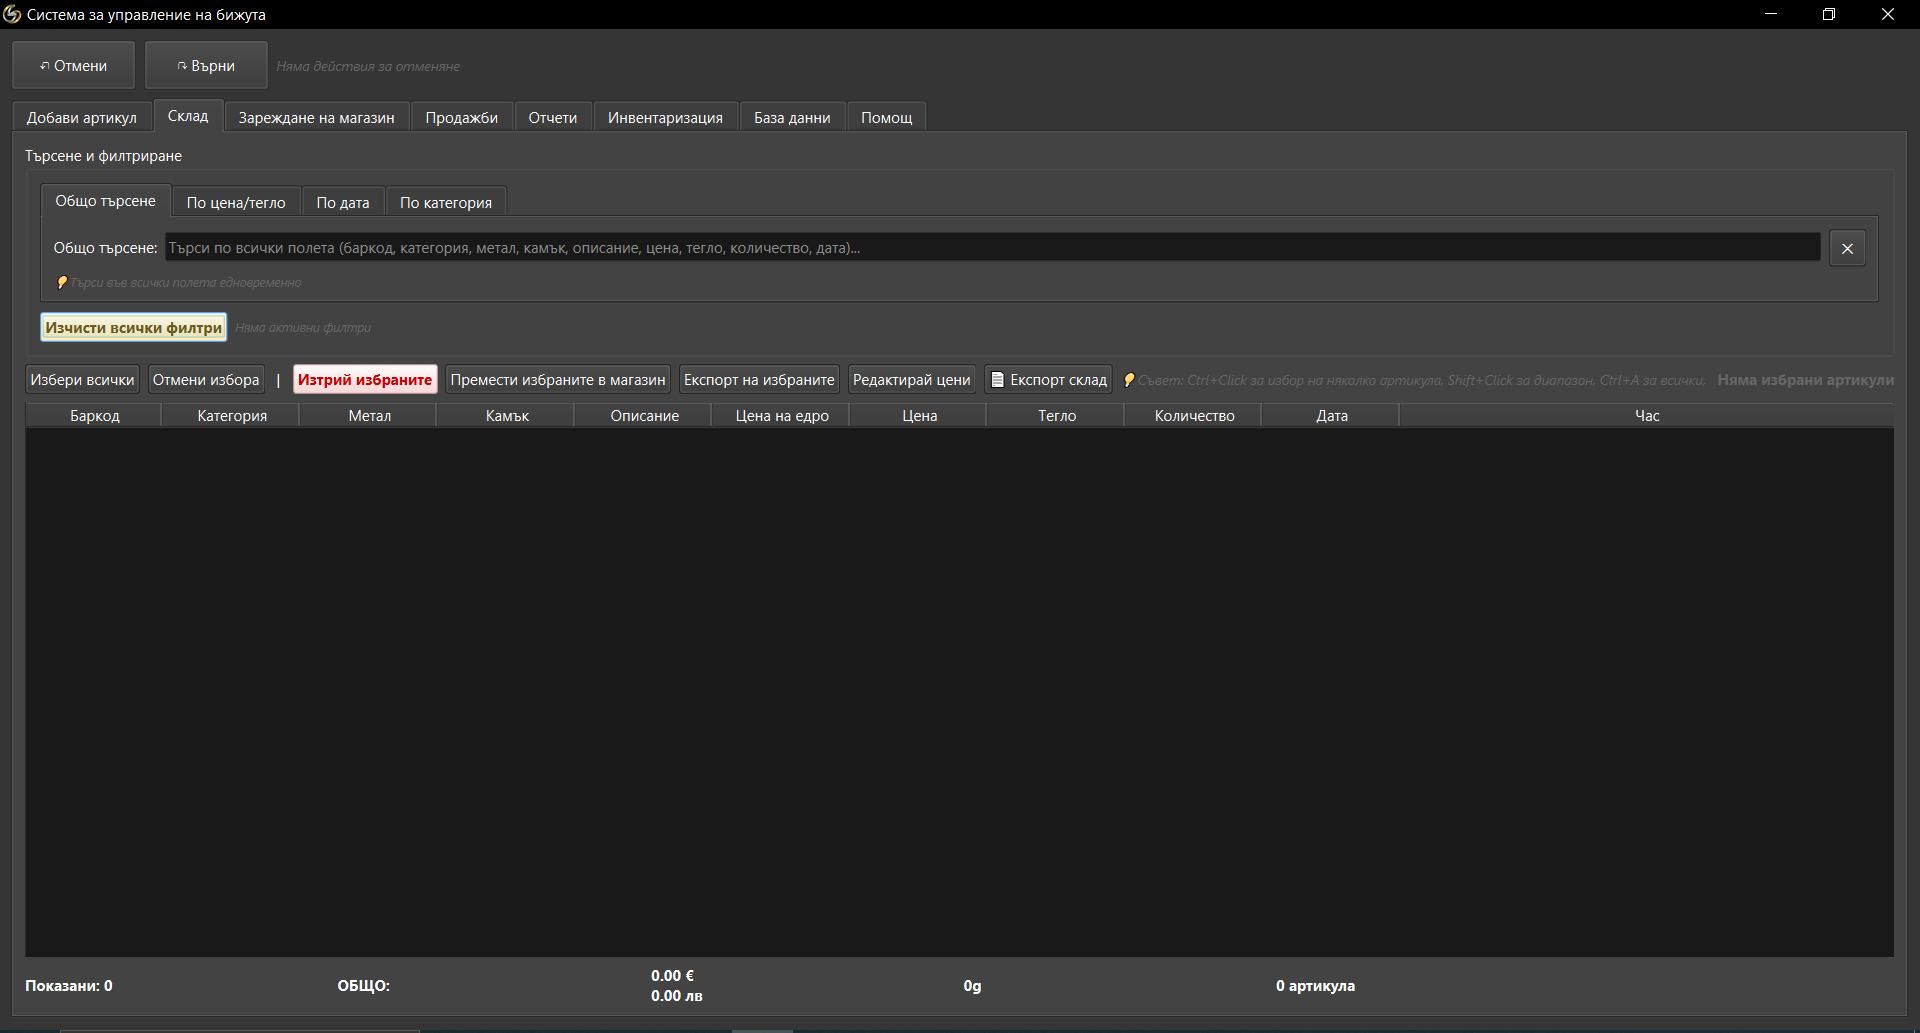 Система за управление на бижута
Отмени
Върни
Няма действия за отменяне
Добави артикул
Склад
Зареждане на магазин
Продажби
Отчети
Инвентаризация
База данни
Помощ
Търсене и филтриране
Общо търсене
По цена/тегло
По дата
По категория
Общо търсене:
Търси по всички полета (баркод, категория, метал, камък, описание, цена, тегло, количество, дата)...
Търси във всички полета едновременно
Изчисти всички филтри
Няма активни филтри
Избери всички
Отмени избора
|
Изтрий избраните
Премести избраните в магазин
Експорт на избраните
Редактирай цени
Експорт склад
Съвет: Ctrl+Click за избор на няколко артикула, Shift+Click за диапазон, Ctrl+A за всички,
Няма избрани артикули
Баркод
Категория
Метал
Камък
Описание
Цена на едро
Цена
Тегло
Количество
Дата
Час
Показани: 0
ОБЩО:
0.00 €
0.00 лв
0g
0 артикула